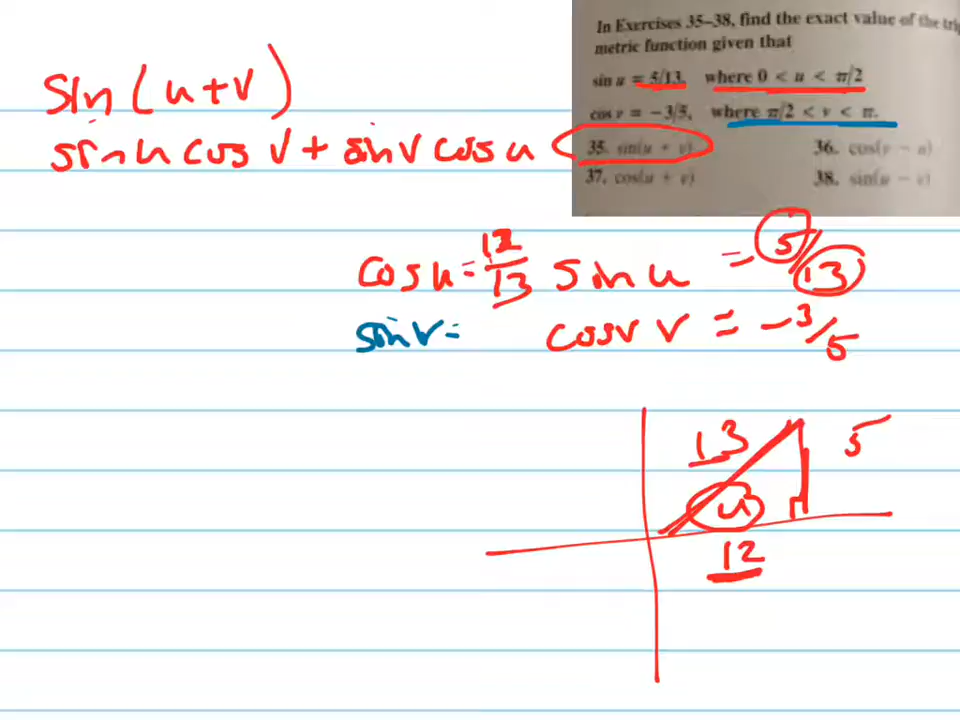 In Exercises 35–38, find the exact value of the trig
metric function given that
sin u = 5/13, where 0 < u < π/2
cos v = −3/5, where π/2 < v < π.
35. sin(u + v) 36. cos(v − u)
37. cos(u + v) 38. sin(u − v)
sin(u+v)
sin u cos v + sin v cos u
cos u = 12/13 sin u = 5/13
sin v = cos v v = −3/5
13 5
u
12